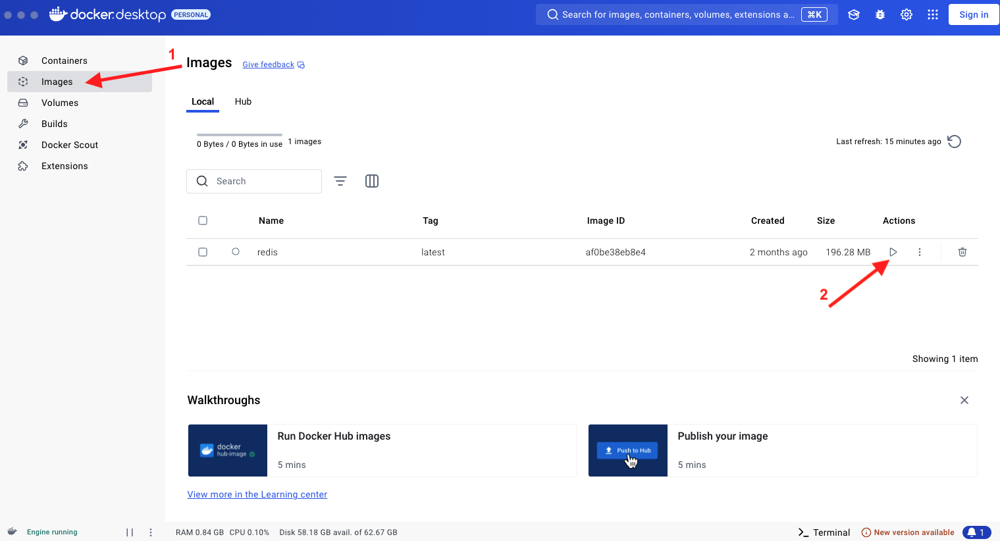 docker.desktop PERSONAL
Search for images, containers, volumes, extensions a... ⌘K
Sign in
Containers
Images
Volumes
Builds
Docker Scout
Extensions
1
Images Give feedback
Local Hub
0 Bytes / 0 Bytes in use 1 images
Last refresh: 15 minutes ago
Search
Name Tag Image ID Created Size Actions
redis latest af0be38eb8e4 2 months ago 196.28 MB
2
Showing 1 item
Walkthroughs
docker
hub-image
Run Docker Hub images
5 mins
Push to Hub
Publish your image
5 mins
View more in the Learning center
Engine running
RAM 0.84 GB CPU 0.10% Disk 58.18 GB avail. of 62.67 GB
Terminal
New version available
1